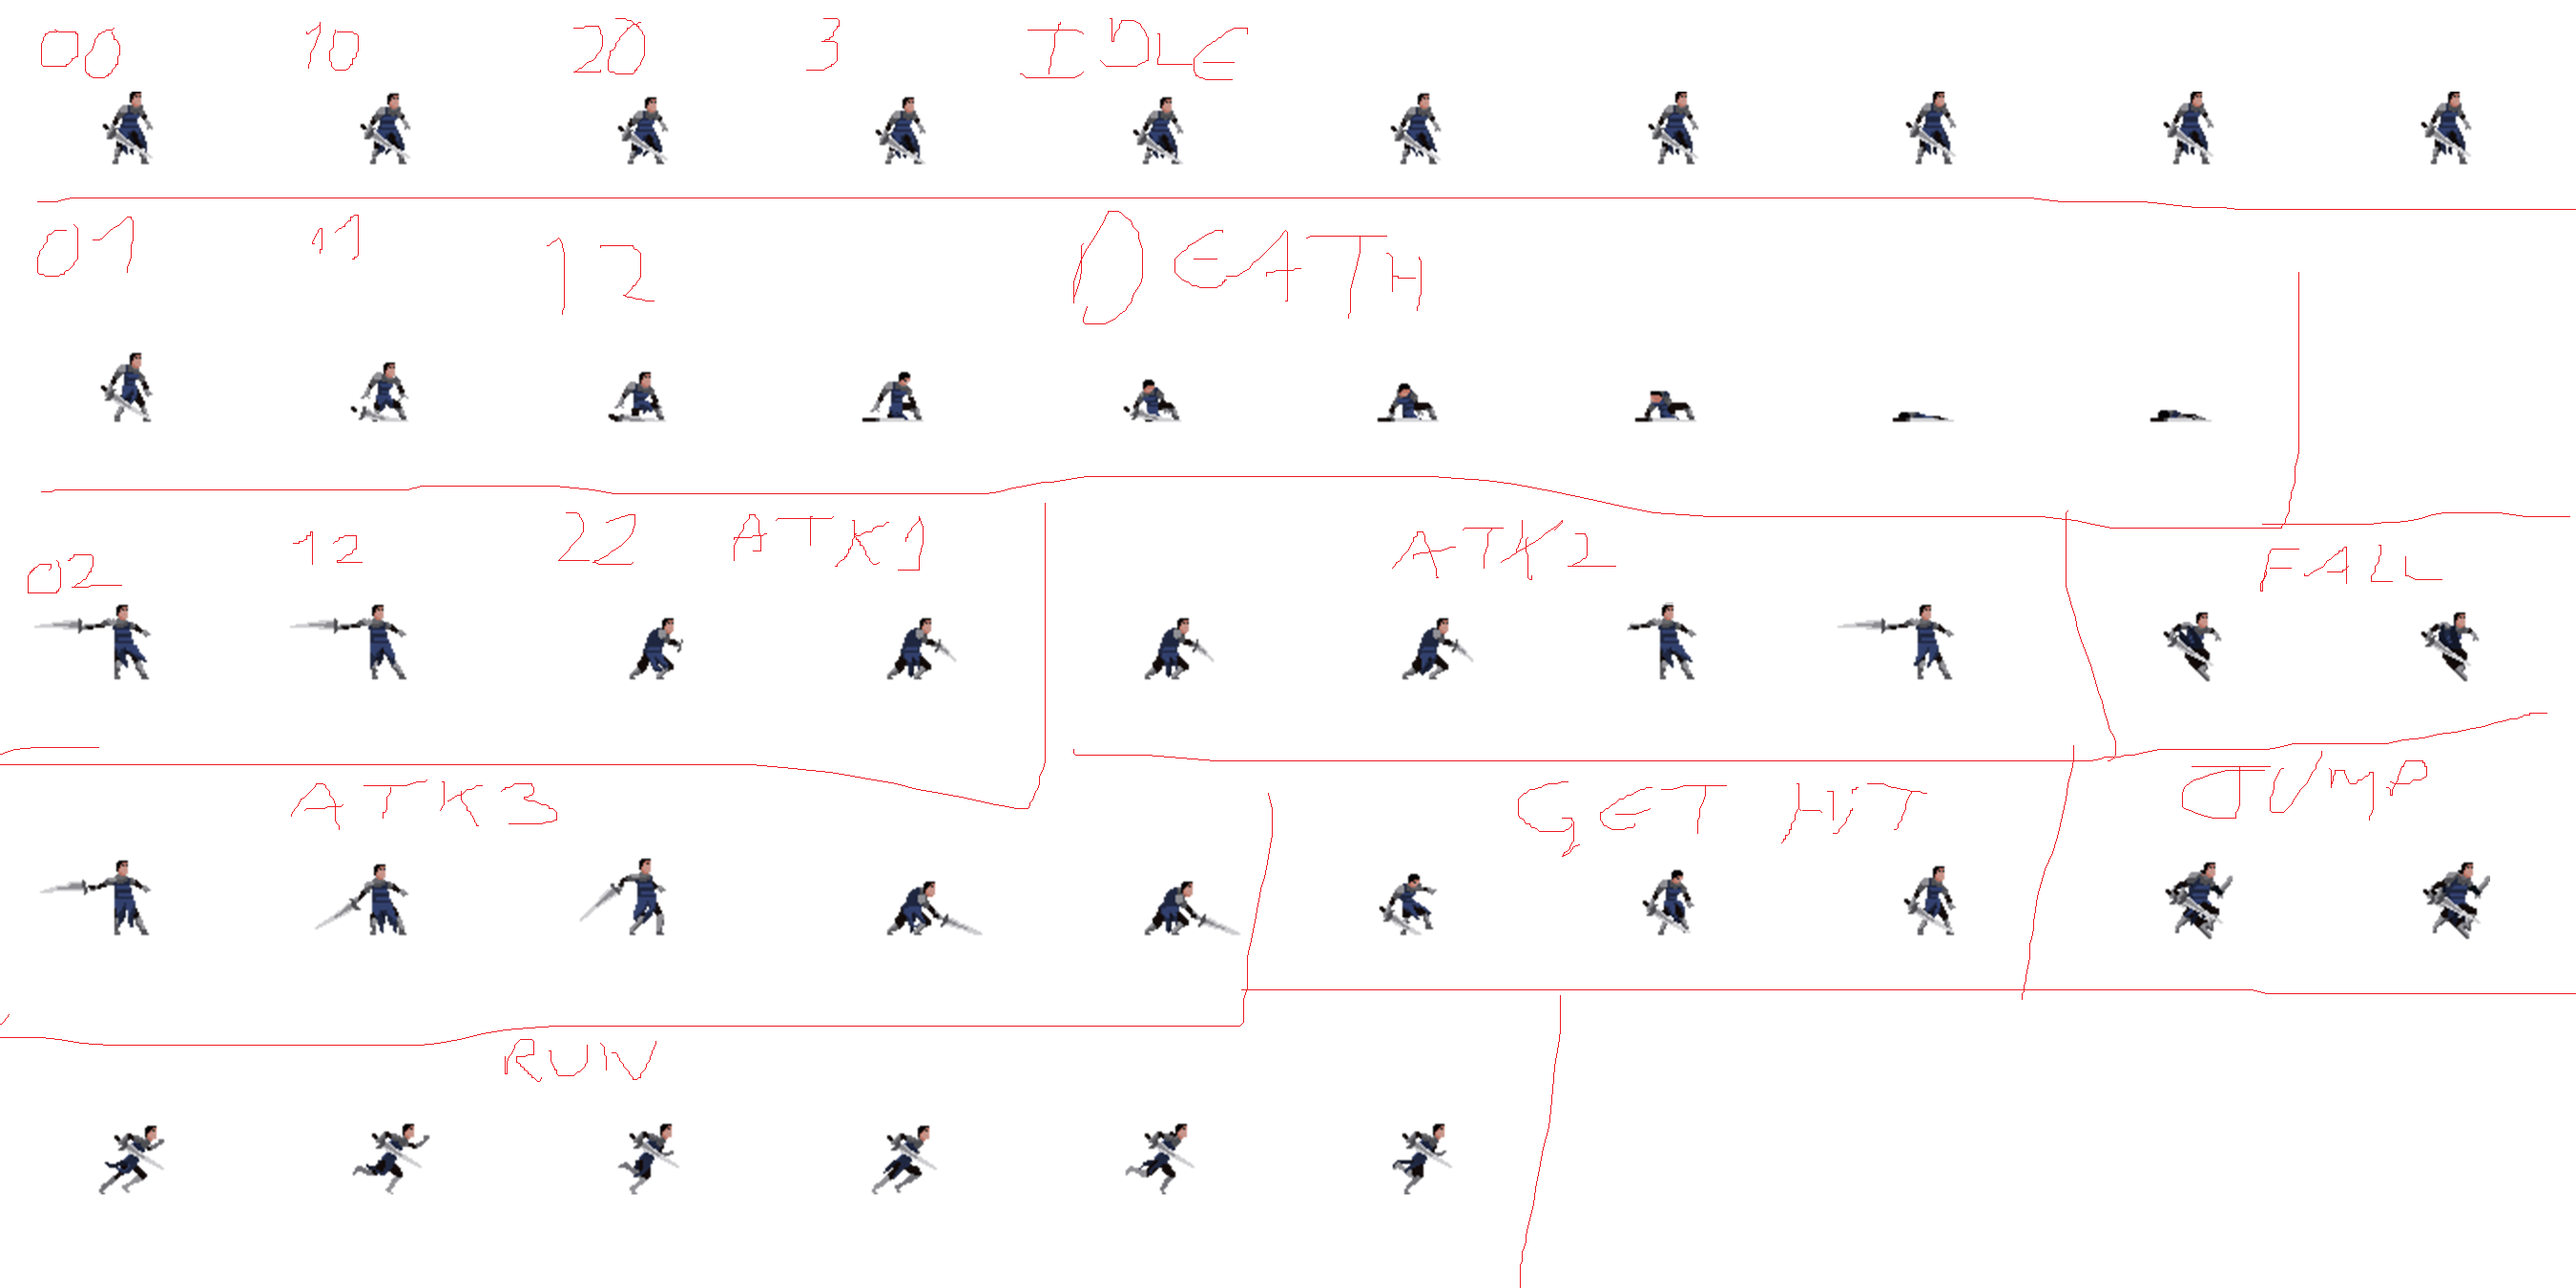 00 10 20 3 IDLE
01 11 12 DEATH
02 12 22 ATK1 ATK2 FALL
ATK3 GET HIT JUMP
RUN